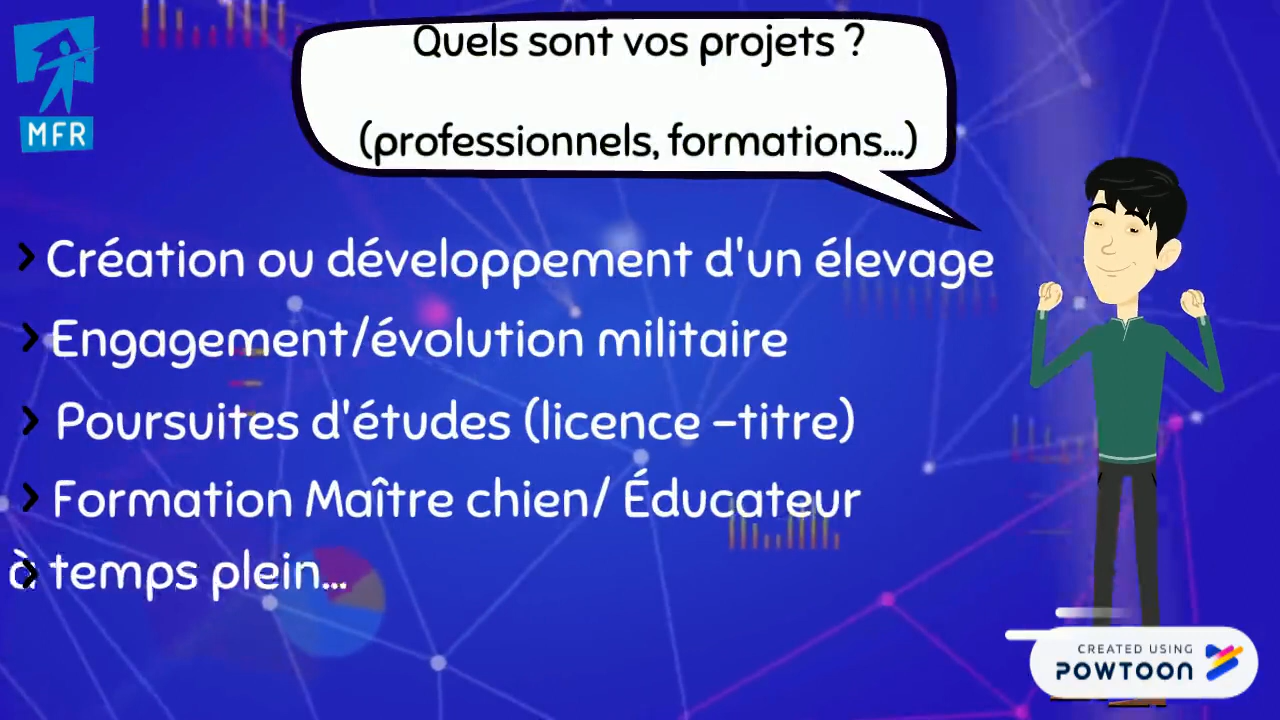 MFR
Quels sont vos projets ?
(professionnels, formations...)
Création ou développement d'un élevage
Engagement/évolution militaire
Poursuites d'études (licence -titre)
Formation Maître chien/ Éducateur
à temps plein...
CREATED USING
POWTOON